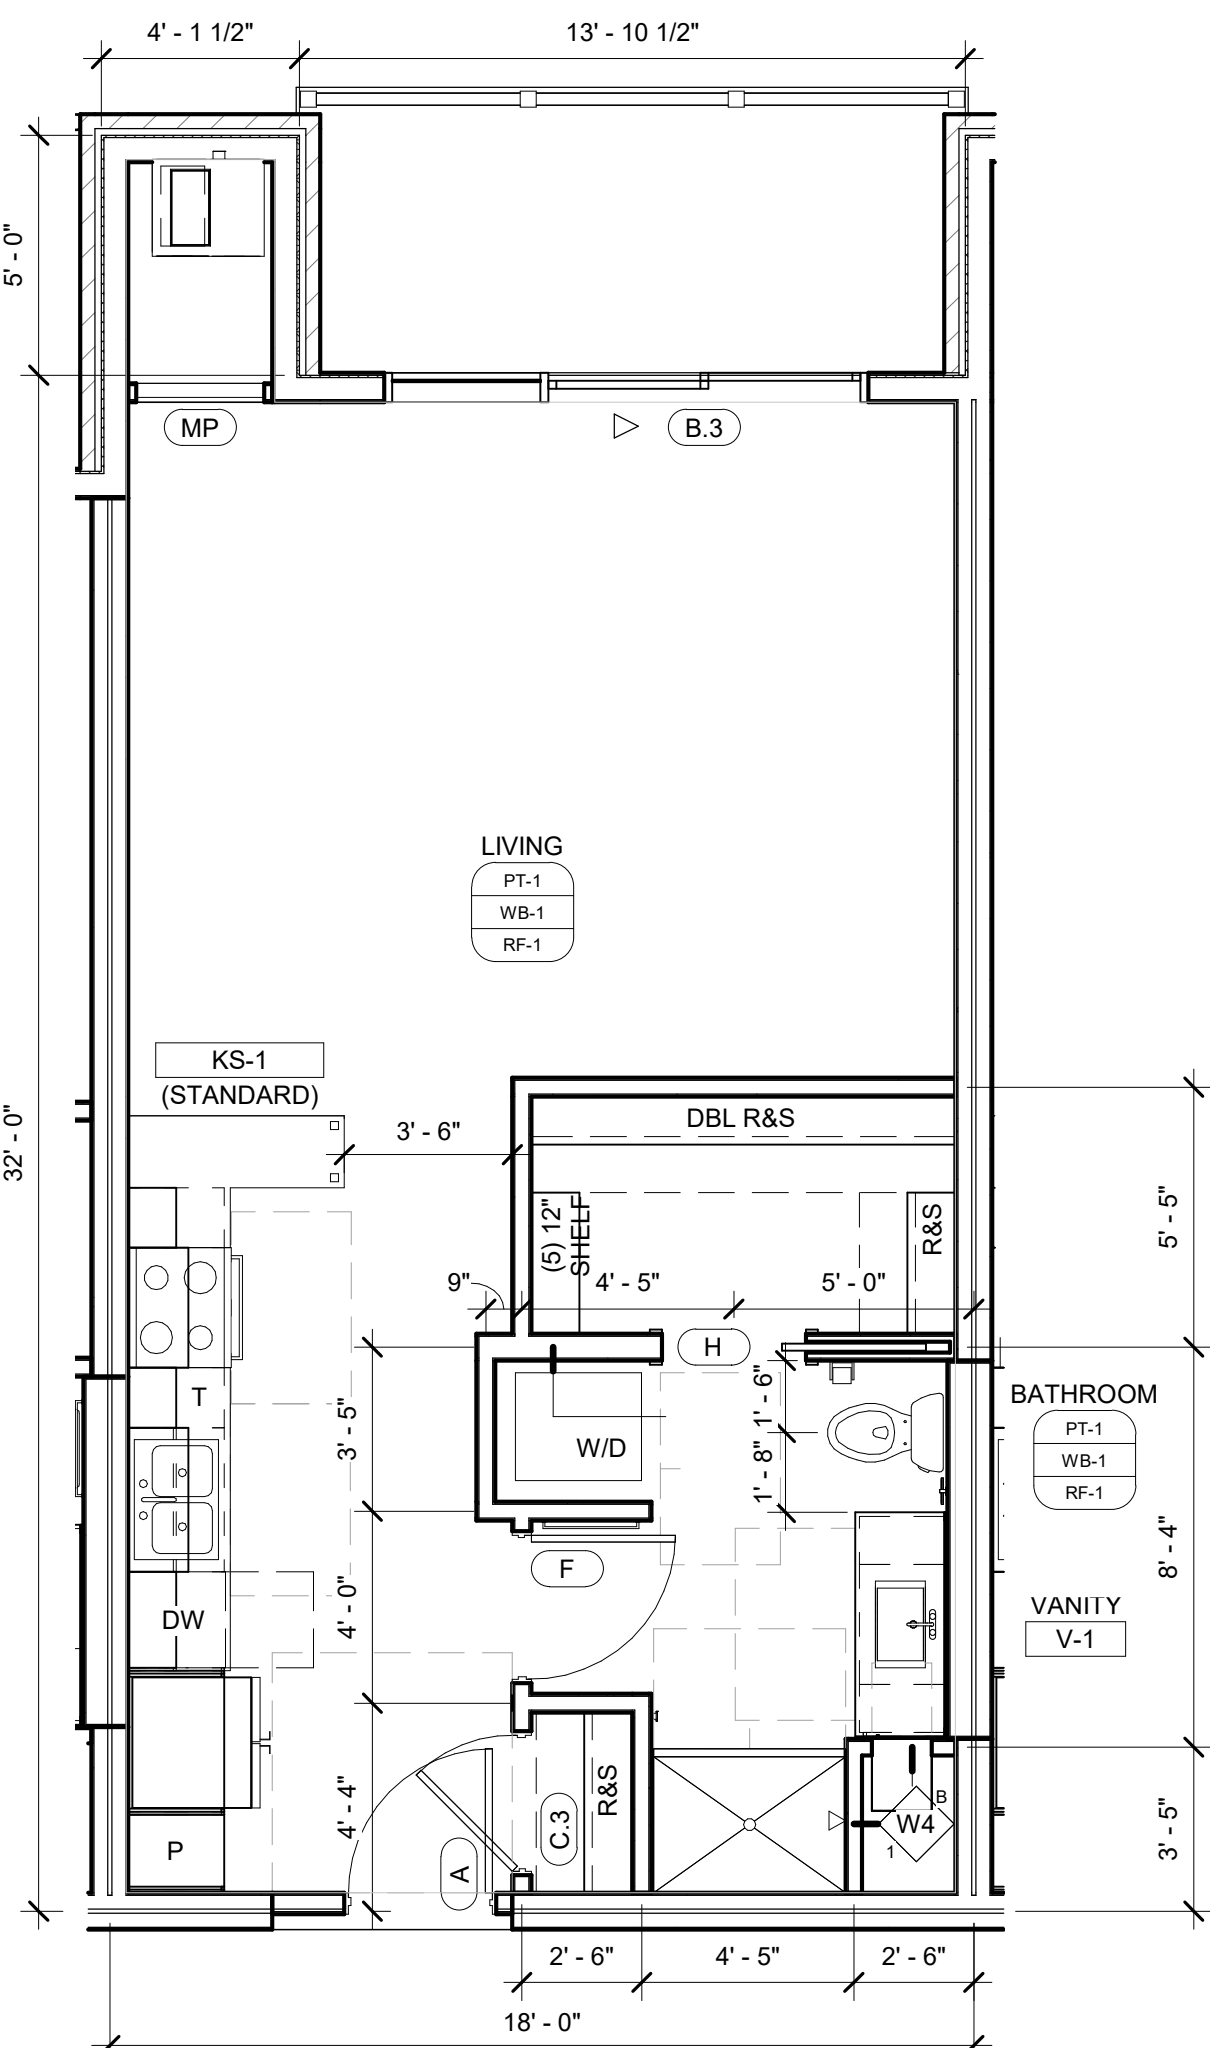 4' - 1 1/2"
13' - 10 1/2"
5' - 0"
MP
B.3
LIVING
PT-1
WB-1
RF-1
KS-1
(STANDARD)
32' - 0"
3' - 6"
DBL R&S
(5) 12"
SHELF
R&S
5' - 5"
9"
4' - 5"
5' - 0"
H
T
3' - 5"
W/D
1' - 6"
1' - 8"
BATHROOM
PT-1
WB-1
RF-1
8' - 4"
F
DW
4' - 0"
VANITY
V-1
4' - 4"
P
A
C.3
R&S
B
W4
1
3' - 5"
2' - 6"
4' - 5"
2' - 6"
18' - 0"